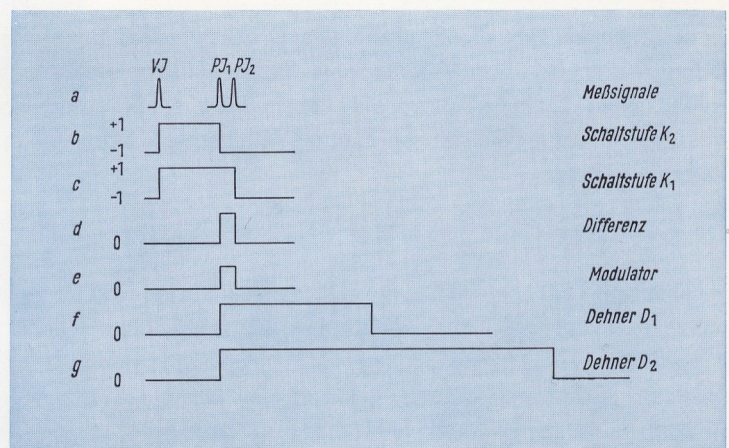 VJ PJ₁ PJ₂
a Meßsignale
b +1 -1 Schaltstufe K₂
c +1 -1 Schaltstufe K₁
d 0 Differenz
e 0 Modulator
f 0 Dehner D₁
g 0 Dehner D₂